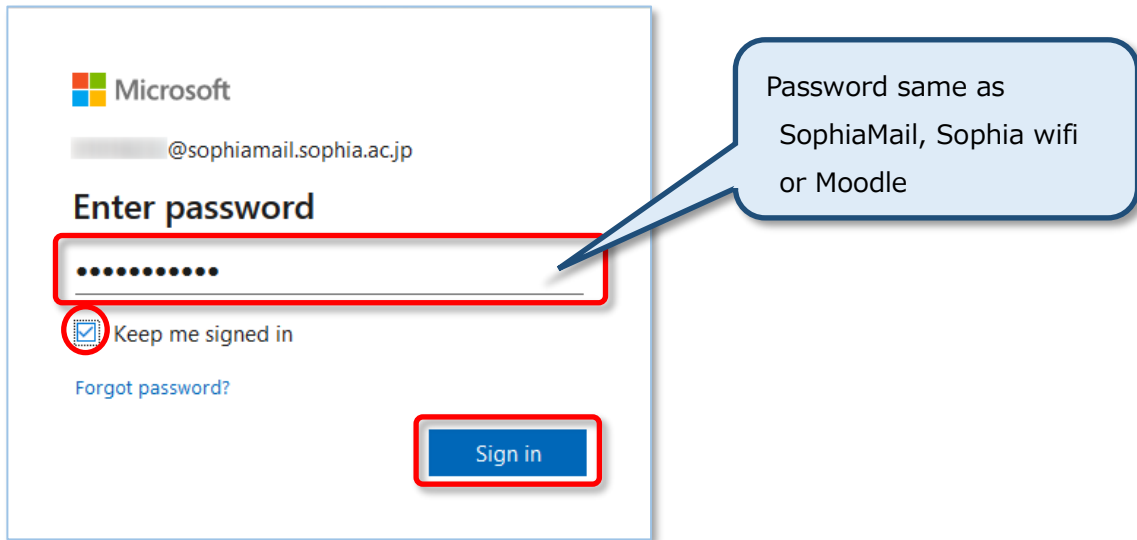 Microsoft
@sophiamail.sophia.ac.jp
Enter password
Keep me signed in
Forgot password?
Sign in
Password same as
SophiaMail, Sophia wifi
or Moodle